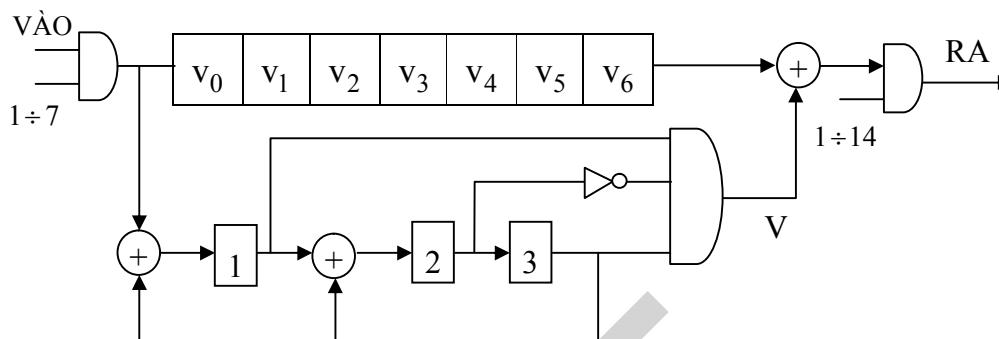 VÀO
1÷7
v₀ v₁ v₂ v₃ v₄ v₅ v₆
+
RA
1÷14
V
+ 1 + 2 3